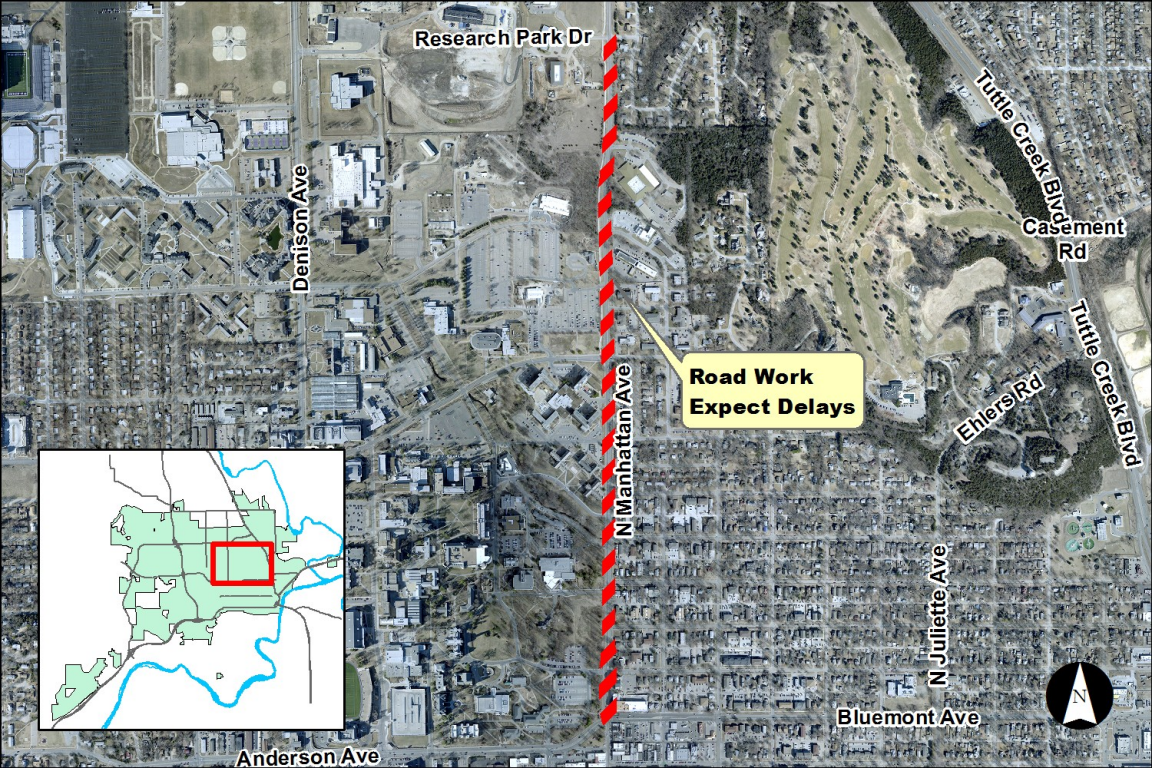 Research Park Dr
Tuttle Creek Blvd
Denison Ave
Casement
Rd
Tuttle Creek Blvd
Road Work
Expect Delays
N Manhattan Ave
Ehlers Rd
N Juliette Ave
N
Bluemont Ave
Anderson Ave